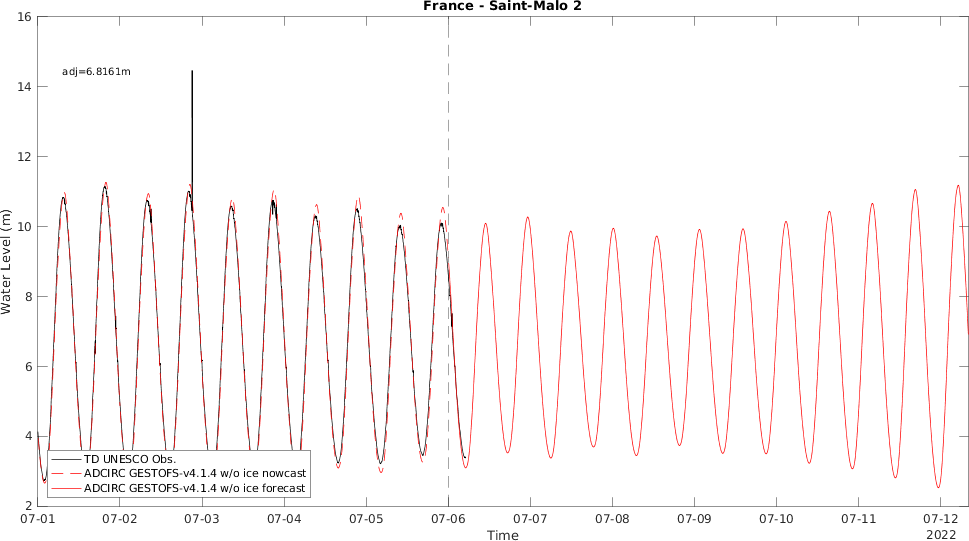 France - Saint-Malo 2
16
adj=6.8161m
14
12
10
8
6
4
2
Water Level (m)
TD UNESCO Obs.
ADCIRC GESTOFS-v4.1.4 w/o ice nowcast
ADCIRC GESTOFS-v4.1.4 w/o ice forecast
07-01 07-02 07-03 07-04 07-05 07-06 07-07 07-08 07-09 07-10 07-11 07-12
Time
2022